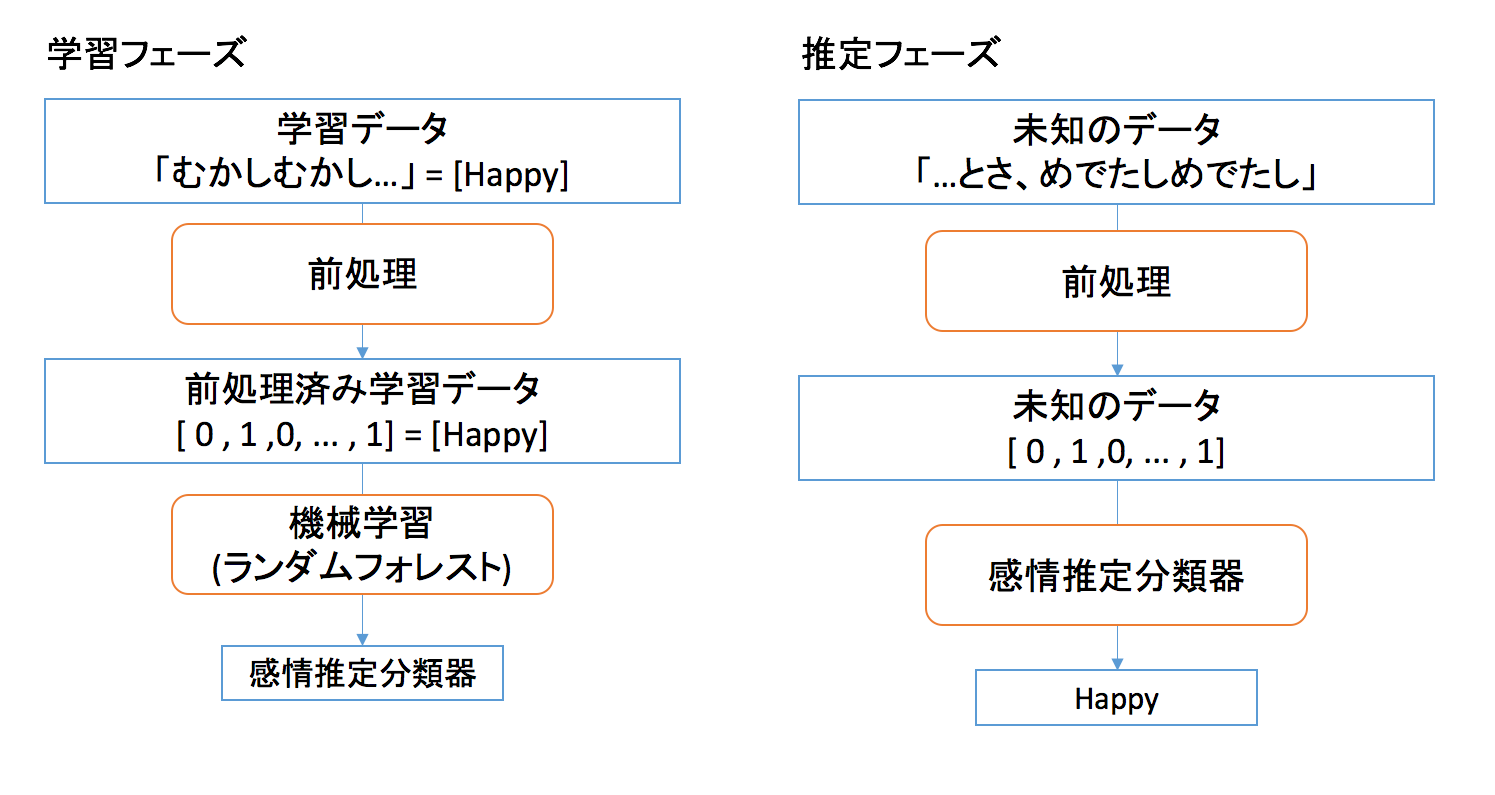 学習フェーズ
学習データ
「むかしむかし…」 = [Happy]
前処理
前処理済み学習データ
[ 0 , 1 ,0, … , 1] = [Happy]
機械学習
(ランダムフォレスト)
感情推定分類器
推定フェーズ
未知のデータ
「…とさ、めでたしめでたし」
前処理
未知のデータ
[ 0 , 1 ,0, … , 1]
感情推定分類器
Happy